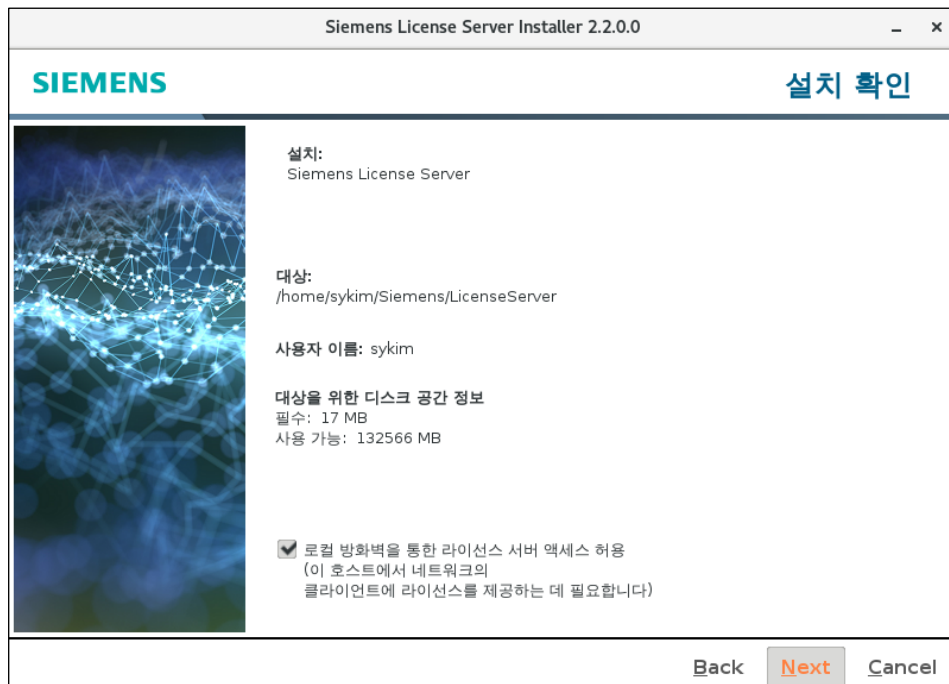 Siemens License Server Installer 2.2.0.0
SIEMENS
설치 확인
설치:
Siemens License Server
대상:
/home/sykim/Siemens/LicenseServer
사용자 이름: sykim
대상을 위한 디스크 공간 정보
필수: 17 MB
사용 가능: 132566 MB
로컬 방화벽을 통한 라이선스 서버 액세스 허용
(이 호스트에서 네트워크의
클라이언트에 라이선스를 제공하는 데 필요합니다)
Back Next Cancel